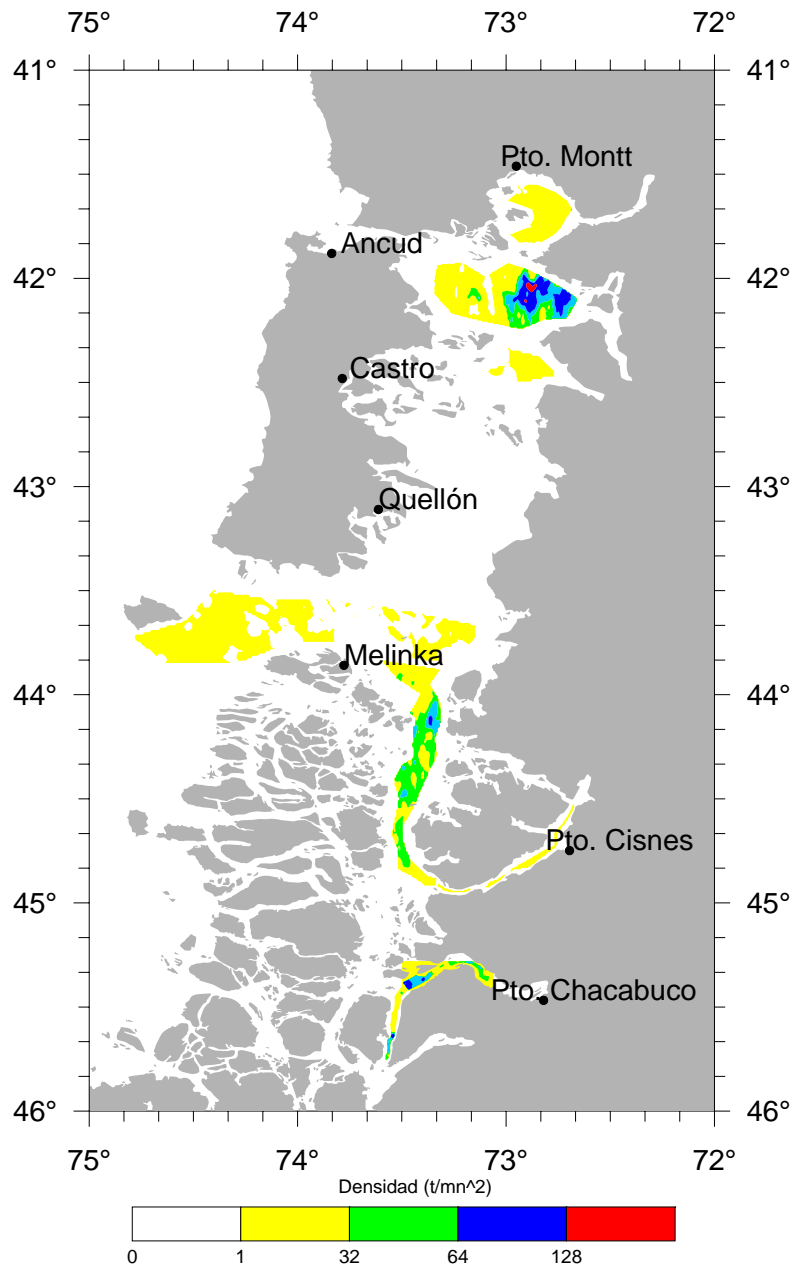 75° 74° 73° 72°
41° 41°
Pto. Montt
Ancud
42° 42°
Castro
43° 43°
Quellón
Melinka
44° 44°
Pto. Cisnes
45° 45°
Pto. Chacabuco
46° 46°
75° 74° 73° 72°
Densidad (t/mn^2)
0 1 32 64 128